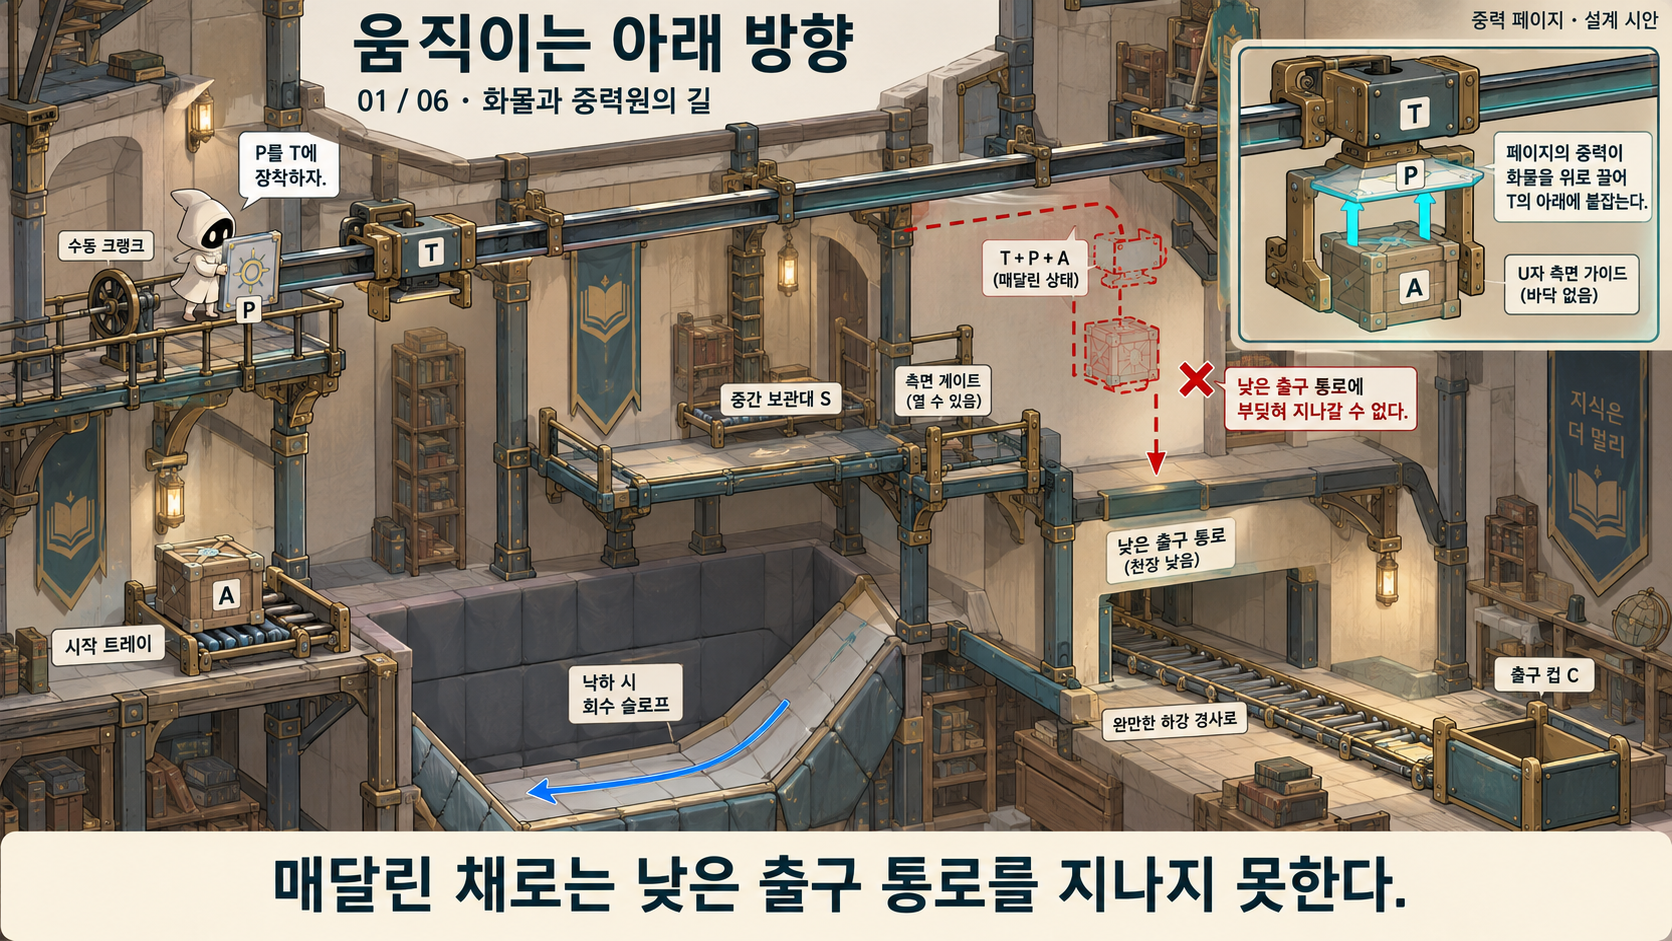 움직이는 아래 방향
01 / 06 · 화물과 중력원의 길
중력 페이지 · 설계 시안
P를 T에
장착하자.
수동 크랭크
P
T
T
P
A
페이지의 중력이
화물을 위로 끌어
T의 아래에 붙잡는다.
U자 측면 가이드
(바닥 없음)
T+P+A
(매달린 상태)
낮은 출구 통로에
부딪혀 지나갈 수 없다.
중간 보관대 S
측면 게이트
(열 수 있음)
지식은
더 멀리
낮은 출구 통로
(천장 낮음)
A
시작 트레이
낙하 시
회수 슬로프
완만한 하강 경사로
출구 컵 C
매달린 채로는 낮은 출구 통로를 지나지 못한다.